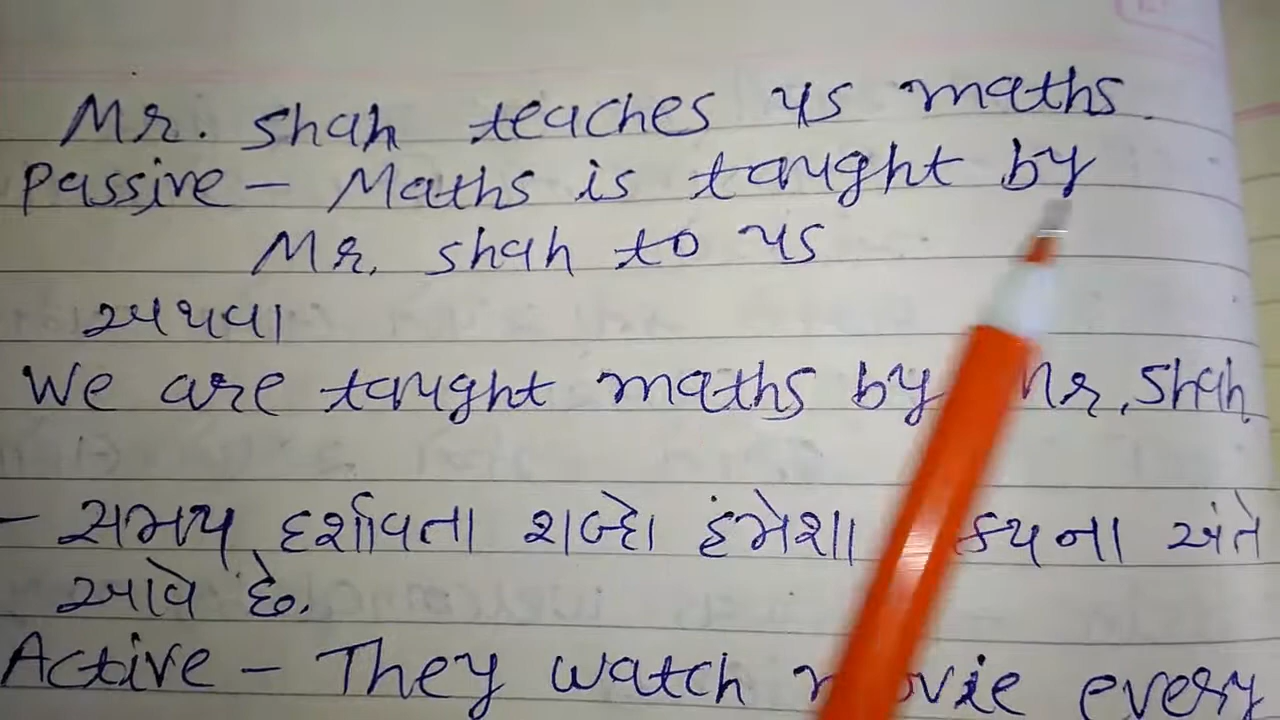 Mr. Shah teaches us maths.
Passive - Maths is taught by
Mr. Shah to us
અથવા
We are taught maths by Mr. Shah
- સમય દર્શાવતા શબ્દો હંમેશા ના અંતે
આવે છે.
Active - They watch movie every